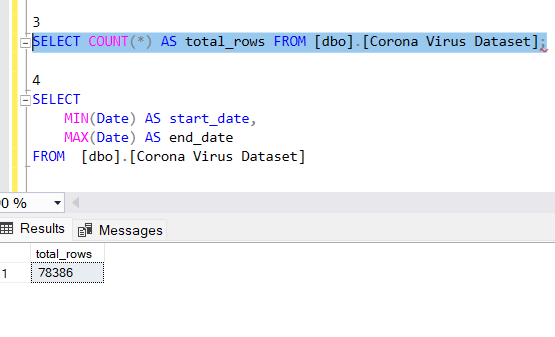 3
SELECT COUNT(*) AS total_rows FROM [dbo].[Corona Virus Dataset];
4
SELECT
MIN(Date) AS start_date,
MAX(Date) AS end_date
FROM [dbo].[Corona Virus Dataset]
0 %
Results Messages
total_rows
1 78386